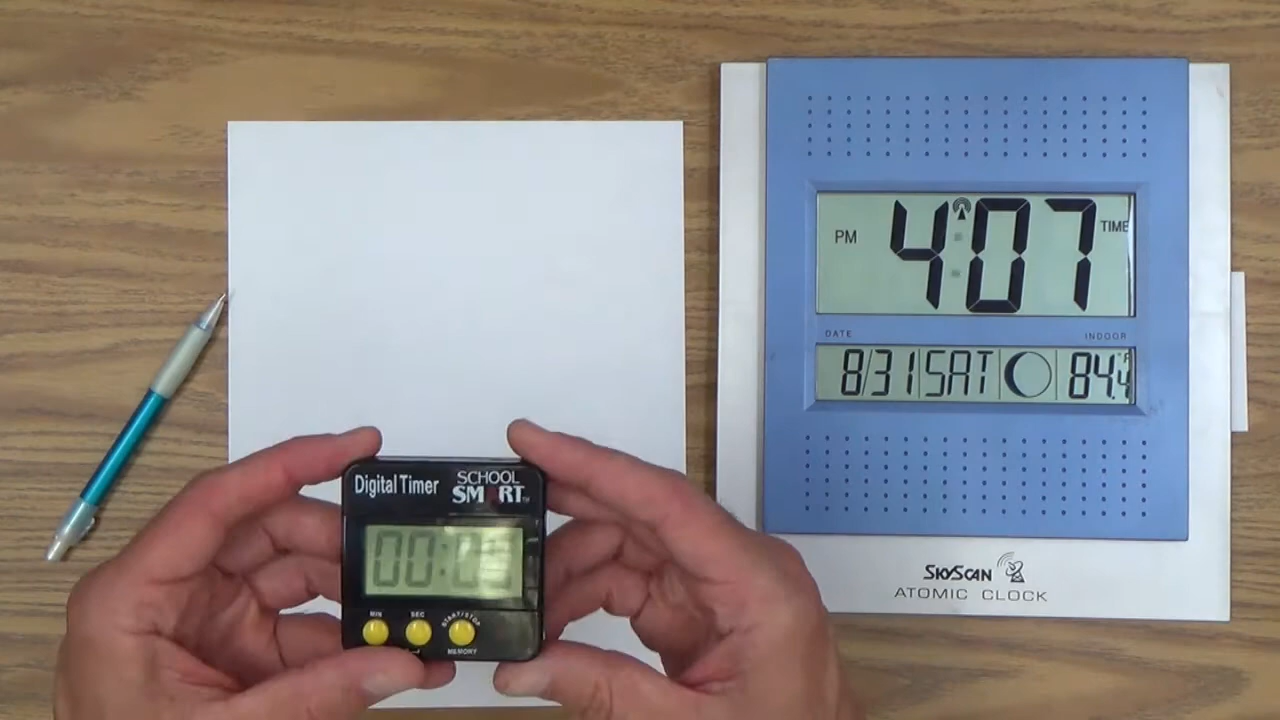 PM 4:07 TIME
DATE INDOOR
8/31 SAT 84.4 °F
SKYSCAN
ATOMIC CLOCK
Digital Timer
SCHOOL
SMART™
MIN SEC START/STOP
MEMORY